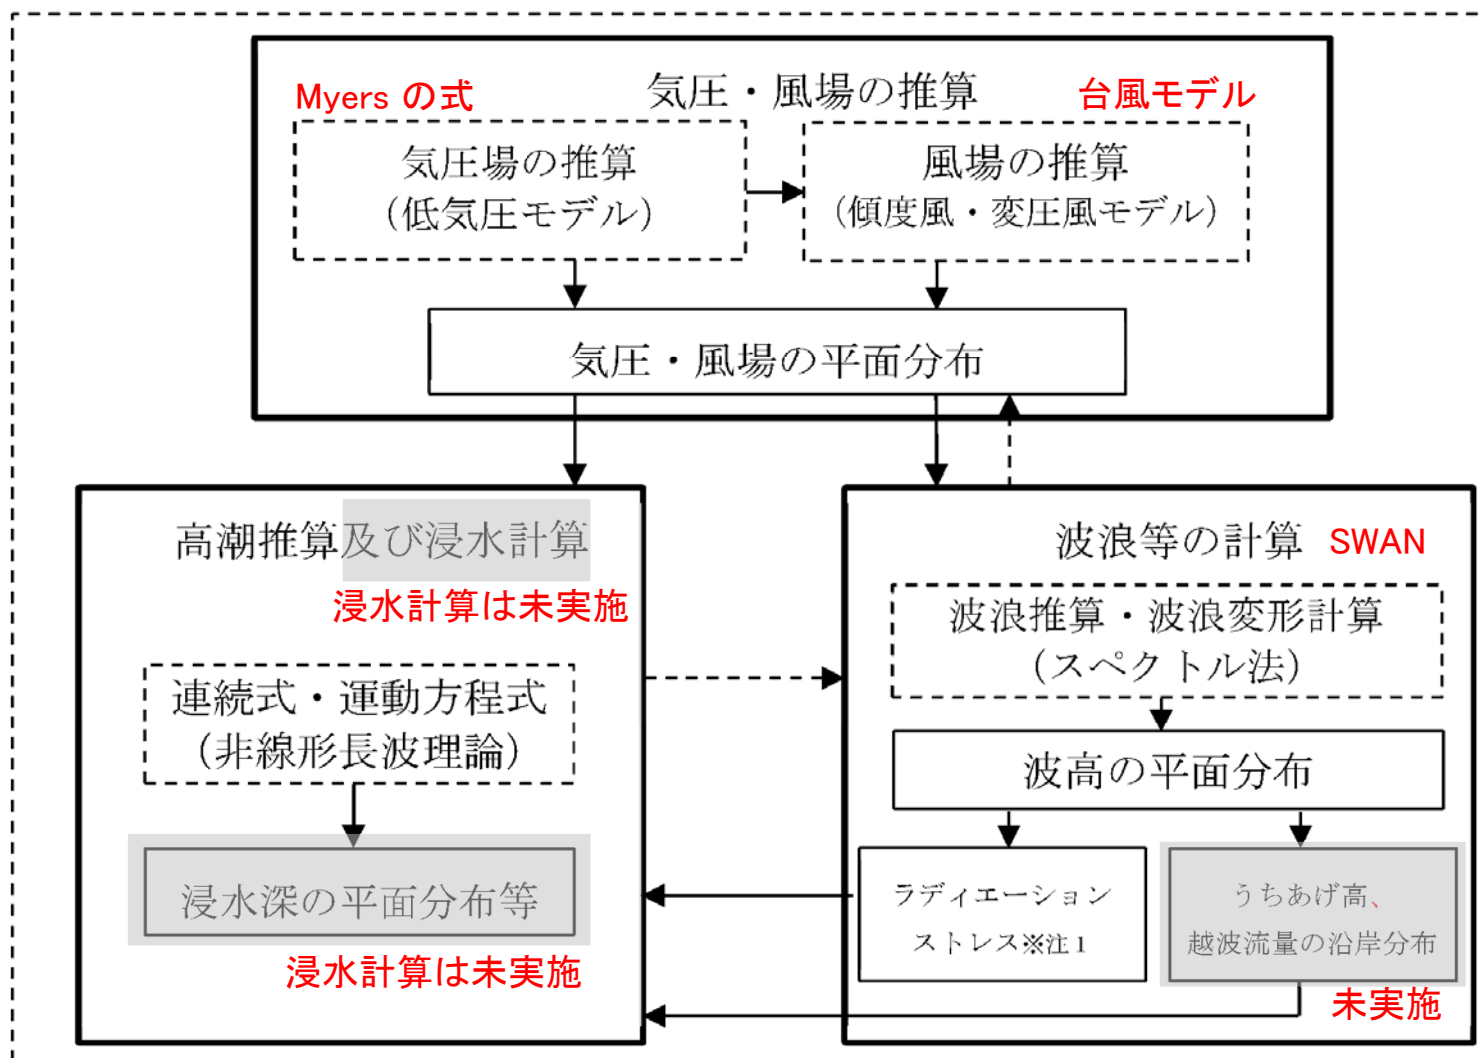 Myers の式
気圧・風場の推算
台風モデル
気圧場の推算
(低気圧モデル)
風場の推算
(傾度風・変圧風モデル)
気圧・風場の平面分布
高潮推算及び浸水計算
浸水計算は未実施
連続式・運動方程式
(非線形長波理論)
浸水深の平面分布等
浸水計算は未実施
波浪等の計算 SWAN
波浪推算・波浪変形計算
(スペクトル法)
波高の平面分布
ラディエーション
ストレス※注1
うちあげ高、
越波流量の沿岸分布
未実施